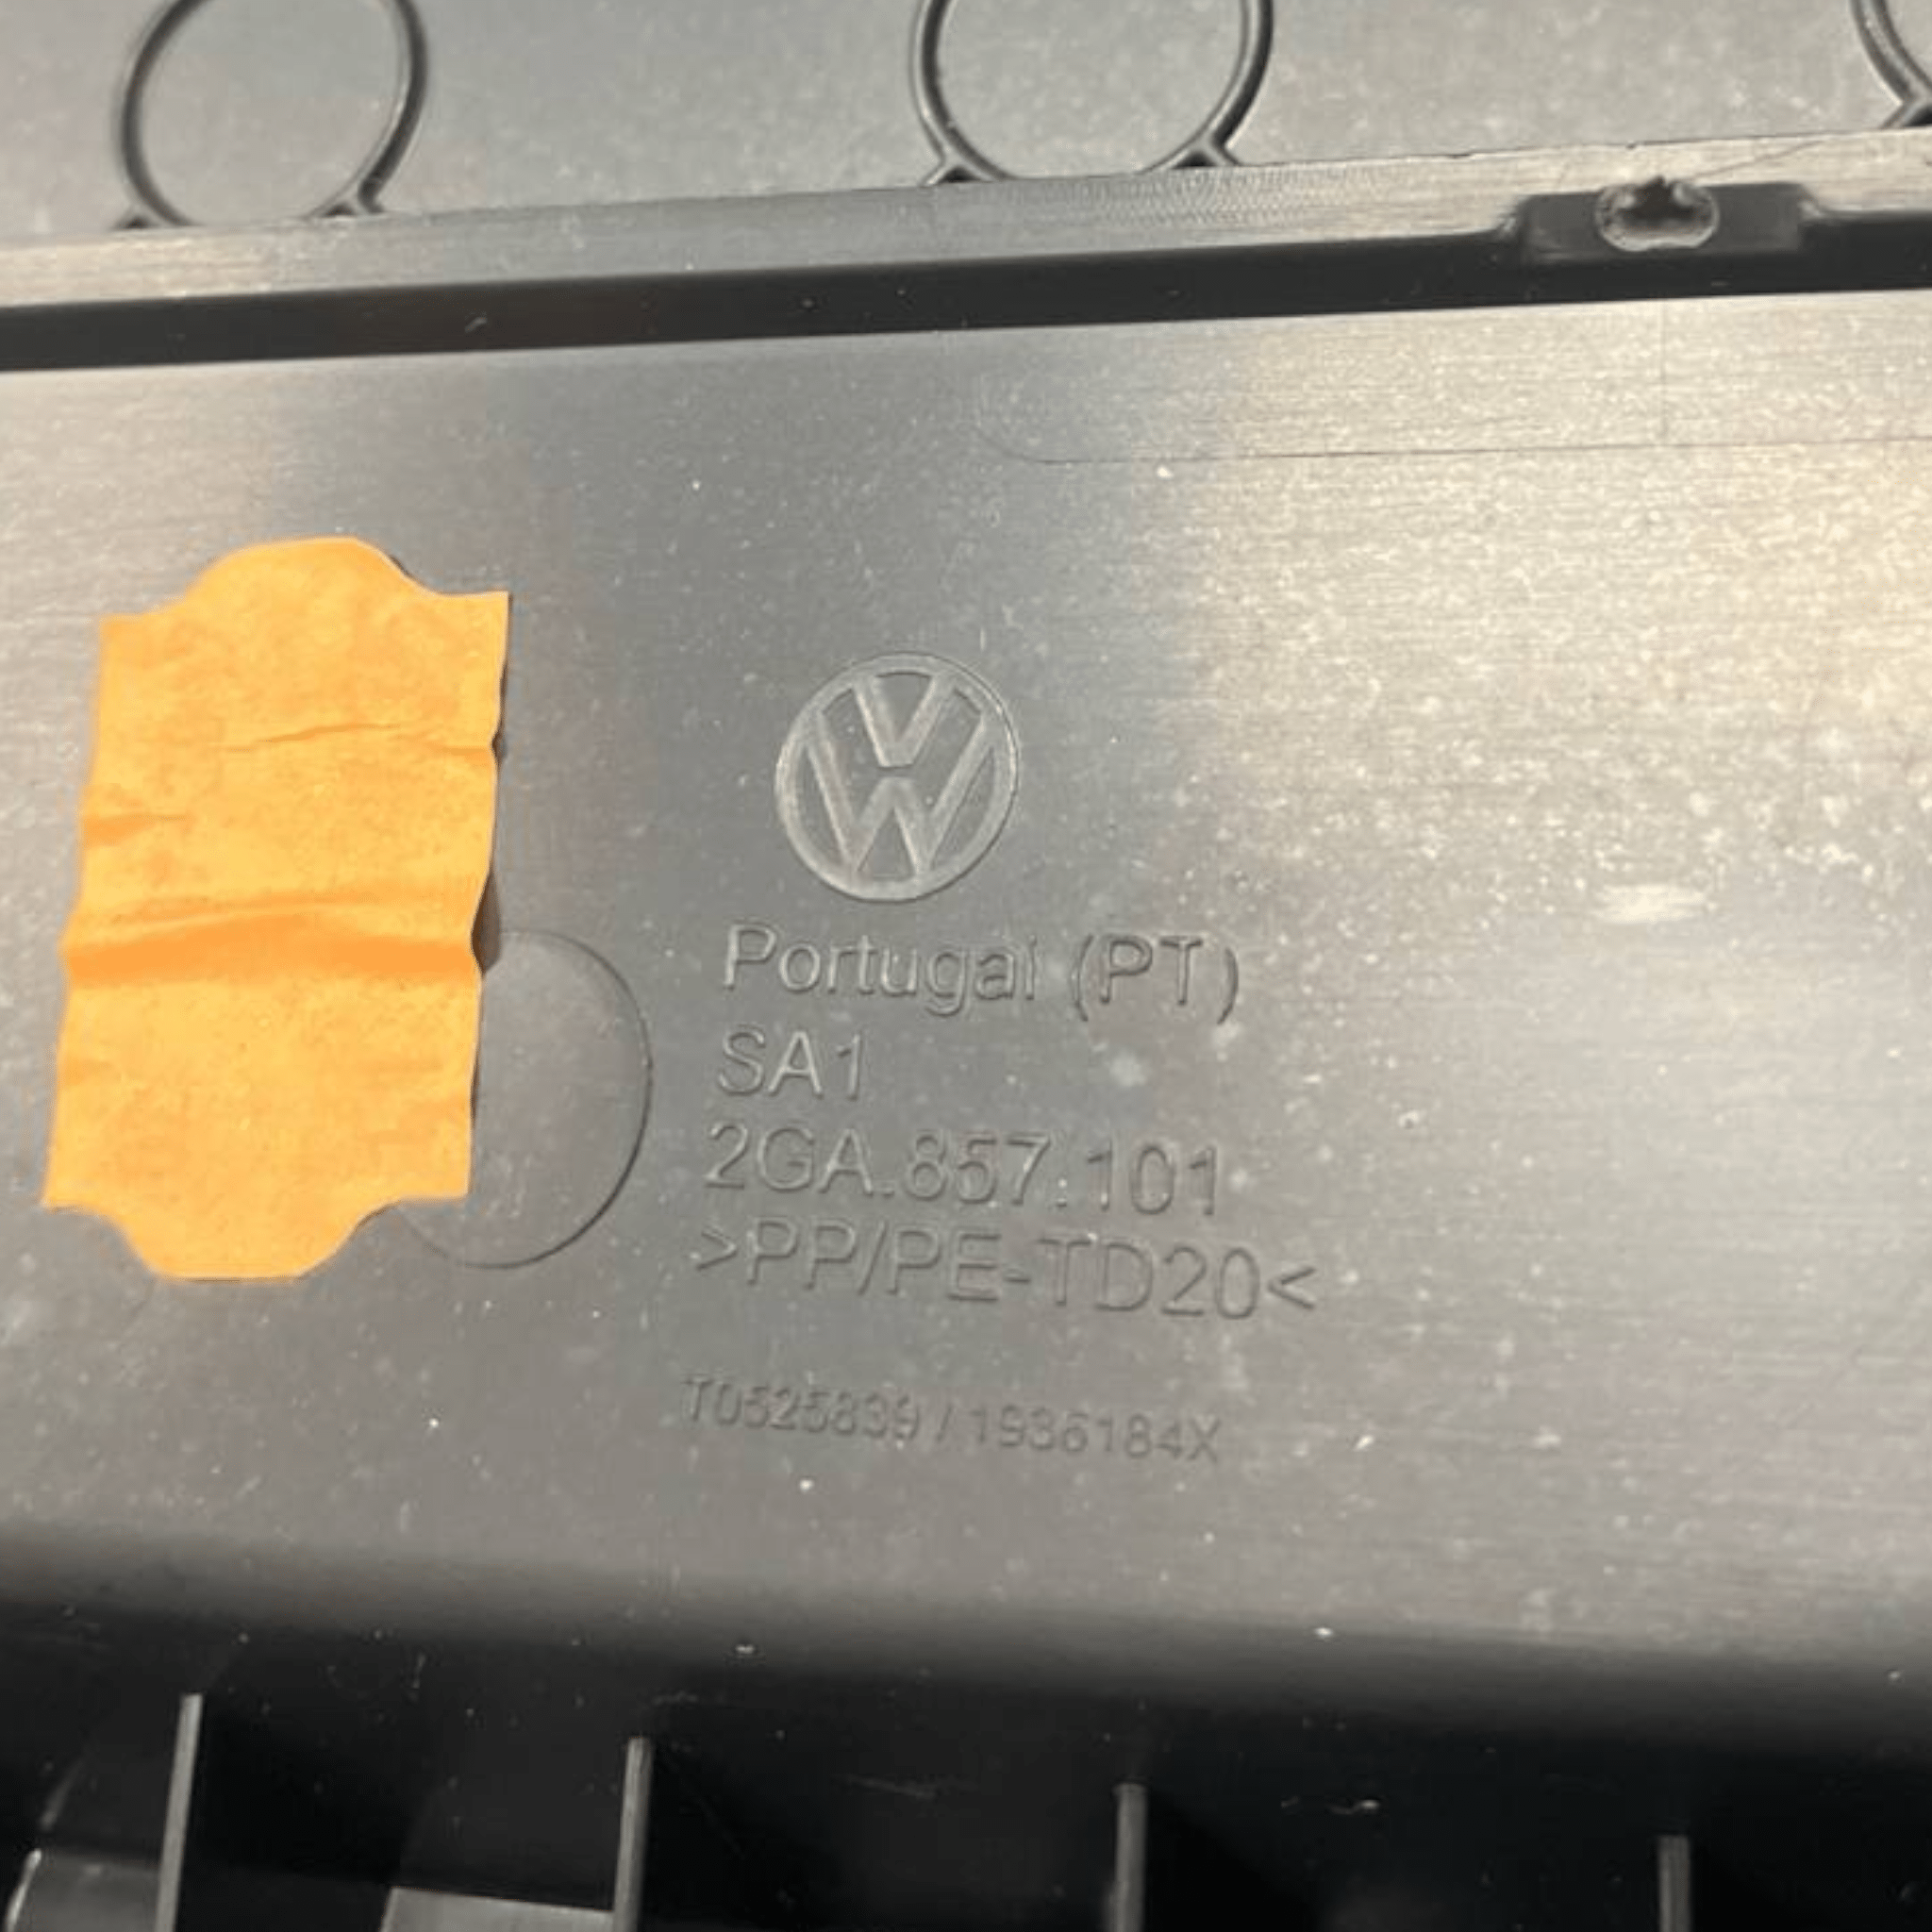 Portugal (PT)
SA1
2GA.857.101
>PP/PE-TD20<
T0525839 / 1936184X